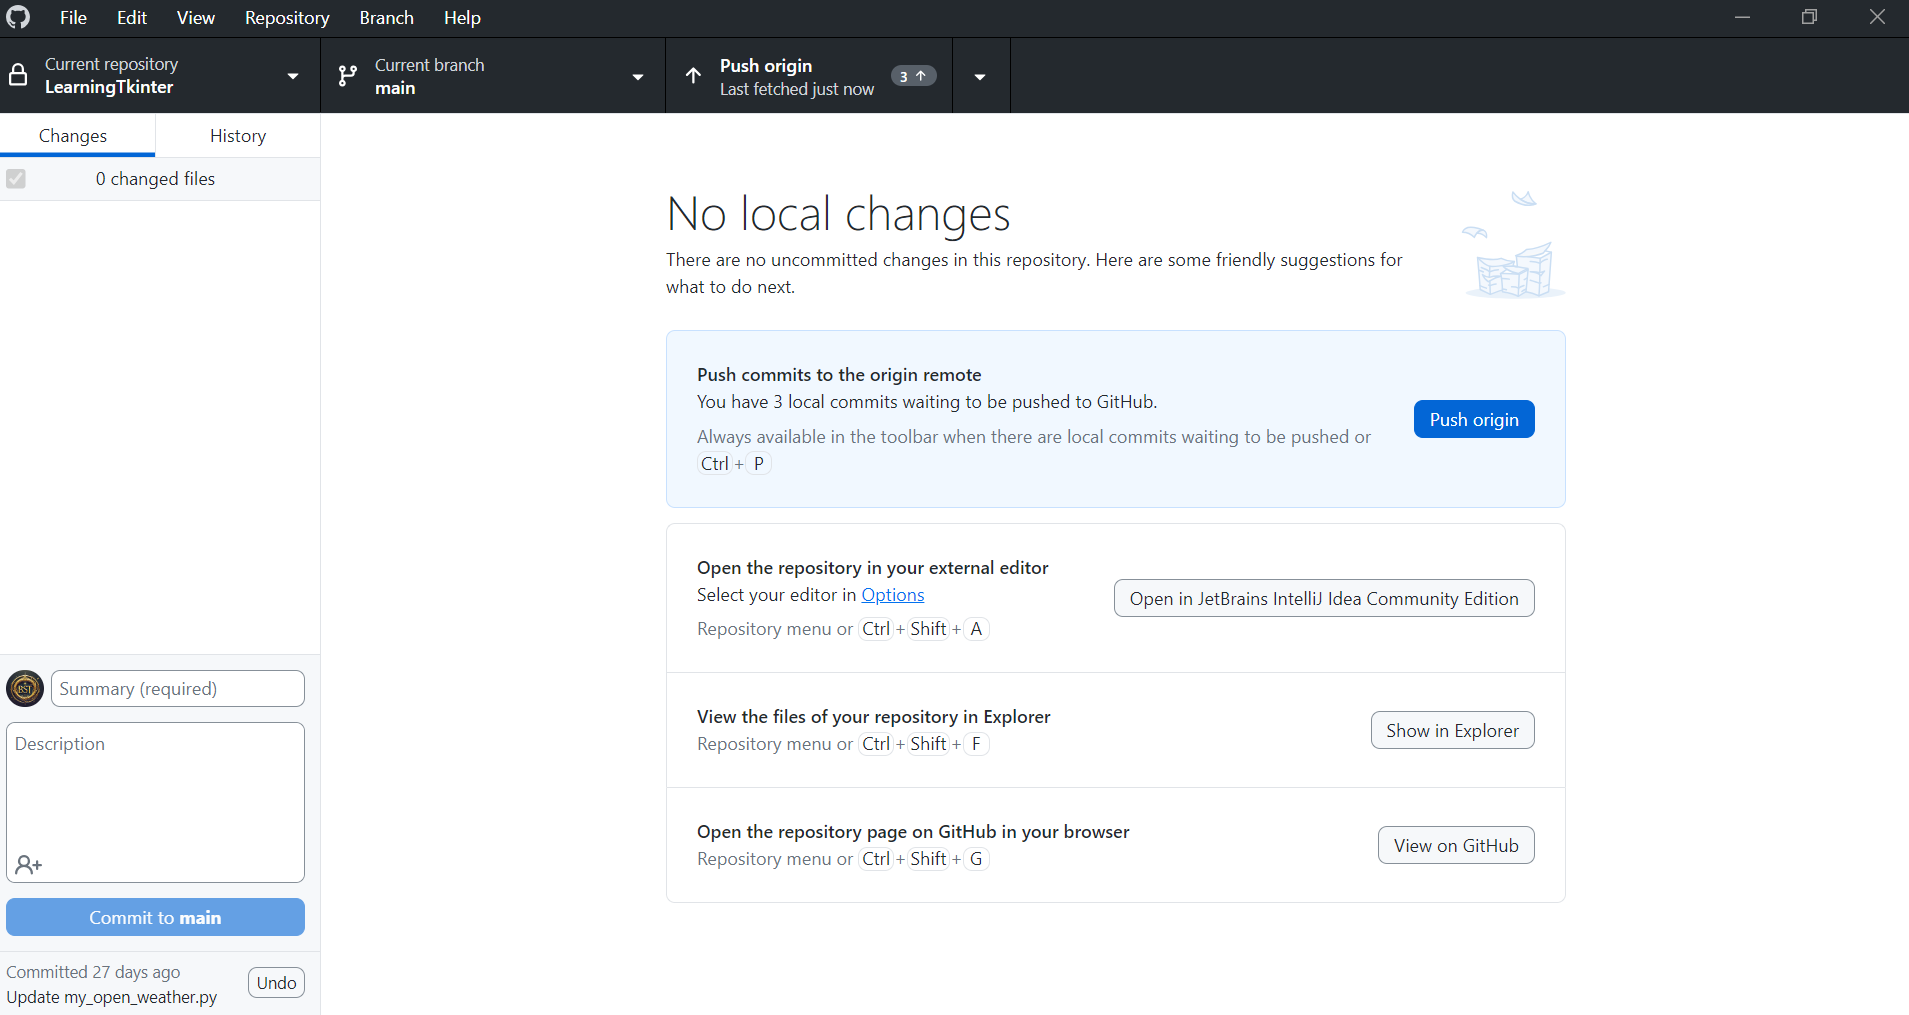 File Edit View Repository Branch Help
Current repository
LearningTkinter
Current branch
main
Push origin
Last fetched just now
3
Changes
History
0 changed files
No local changes
There are no uncommitted changes in this repository. Here are some friendly suggestions for
what to do next.
Push commits to the origin remote
You have 3 local commits waiting to be pushed to GitHub.
Always available in the toolbar when there are local commits waiting to be pushed or
Ctrl + P
Push origin
Open the repository in your external editor
Select your editor in Options
Repository menu or Ctrl + Shift + A
Open in JetBrains IntelliJ Idea Community Edition
View the files of your repository in Explorer
Repository menu or Ctrl + Shift + F
Show in Explorer
Open the repository page on GitHub in your browser
Repository menu or Ctrl + Shift + G
View on GitHub
BST
Summary (required)
Description
Commit to main
Committed 27 days ago
Update my_open_weather.py
Undo